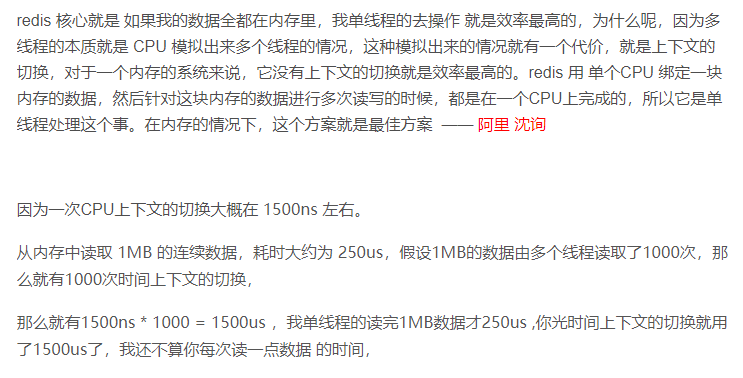 redis 核心就是 如果我的数据全都在内存里，我单线程的去操作 就是效率最高的，为什么呢，因为多
线程的本质就是 CPU 模拟出来多个线程的情况，这种模拟出来的情况就有一个代价，就是上下文的
切换，对于一个内存的系统来说，它没有上下文的切换就是效率最高的。redis 用 单个CPU 绑定一块
内存的数据，然后针对这块内存的数据进行多次读写的时候，都是在一个CPU上完成的，所以它是单
线程处理这个事。在内存的情况下，这个方案就是最佳方案 —— 阿里 沈询
因为一次CPU上下文的切换大概在 1500ns 左右。
从内存中读取 1MB 的连续数据，耗时大约为 250us，假设1MB的数据由多个线程读取了1000次，那
么就有1000次时间上下文的切换，
那么就有1500ns * 1000 = 1500us ，我单线程的读完1MB数据才250us ,你光时间上下文的切换就用
了1500us了，我还不算你每次读一点数据 的时间，